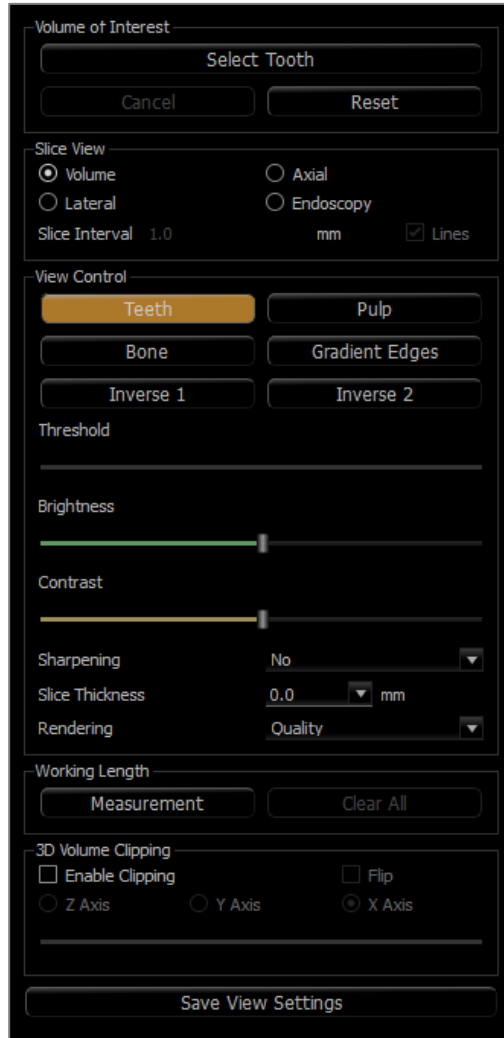 Volume of Interest
Select Tooth
Cancel Reset
Slice View
Volume Axial
Lateral Endoscopy
Slice Interval 1.0 mm Lines
View Control
Teeth Pulp
Bone Gradient Edges
Inverse 1 Inverse 2
Threshold
Brightness
Contrast
Sharpening No
Slice Thickness 0.0 mm
Rendering Quality
Working Length
Measurement Clear All
3D Volume Clipping
Enable Clipping Flip
Z Axis Y Axis X Axis
Save View Settings